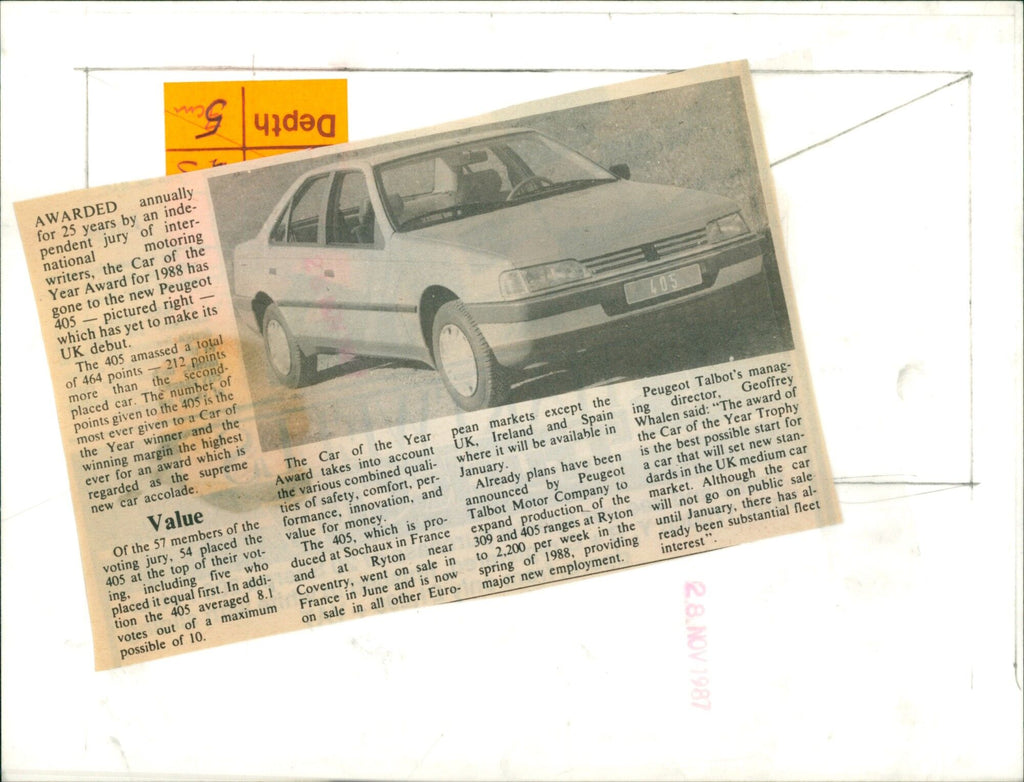 Depth
5cm
AWARDED annually
for 25 years by an inde-
pendent jury of inter-
national motoring
writers, the Car of the
Year Award for 1988 has
gone to the new Peugeot
405 — pictured right —
which has yet to make its
UK debut.
The 405 amassed a total
of 464 points — 212 points
more than the second-
placed car. The number of
points given to the 405 is the
most ever given to a Car of
the Year winner and the
winning margin the highest
ever for an award which is
regarded as the supreme
new car accolade.
Value
Of the 57 members of the
voting jury, 54 placed the
405 at the top of their vot-
ing, including five who
placed it equal first. In addi-
tion the 405 averaged 8.1
votes out of a maximum
possible of 10.
405
The Car of the Year
Award takes into account
the various combined quali-
ties of safety, comfort, per-
formance, innovation, and
value for money.
The 405, which is pro-
duced at Sochaux in France
and at Ryton near
Coventry, went on sale in
France in June and is now
on sale in all other Euro-
pean markets except the
UK, Ireland and Spain
where it will be available in
January.
Already plans have been
announced by Peugeot
Talbot Motor Company to
expand production of the
309 and 405 ranges at Ryton
to 2,200 per week in the
spring of 1988, providing
major new employment.
Peugeot Talbot's manag-
ing director, Geoffrey
Whalen said: "The award of
the Car of the Year Trophy
is the best possible start for
a car that will set new stan-
dards in the UK medium car
market. Although the car
will not go on public sale
until January, there has al-
ready been substantial fleet
interest".
28. NOV 1987